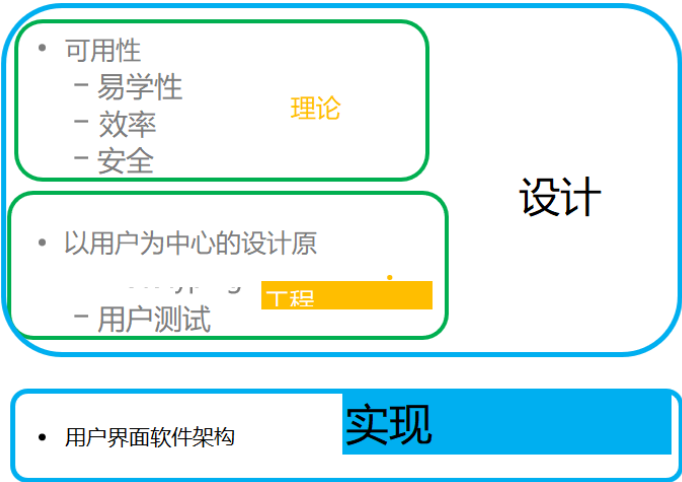 • 可用性
– 易学性
理论
– 效率
– 安全
设计
• 以用户为中心的设计原
工程
– 用户测试
实现
• 用户界面软件架构